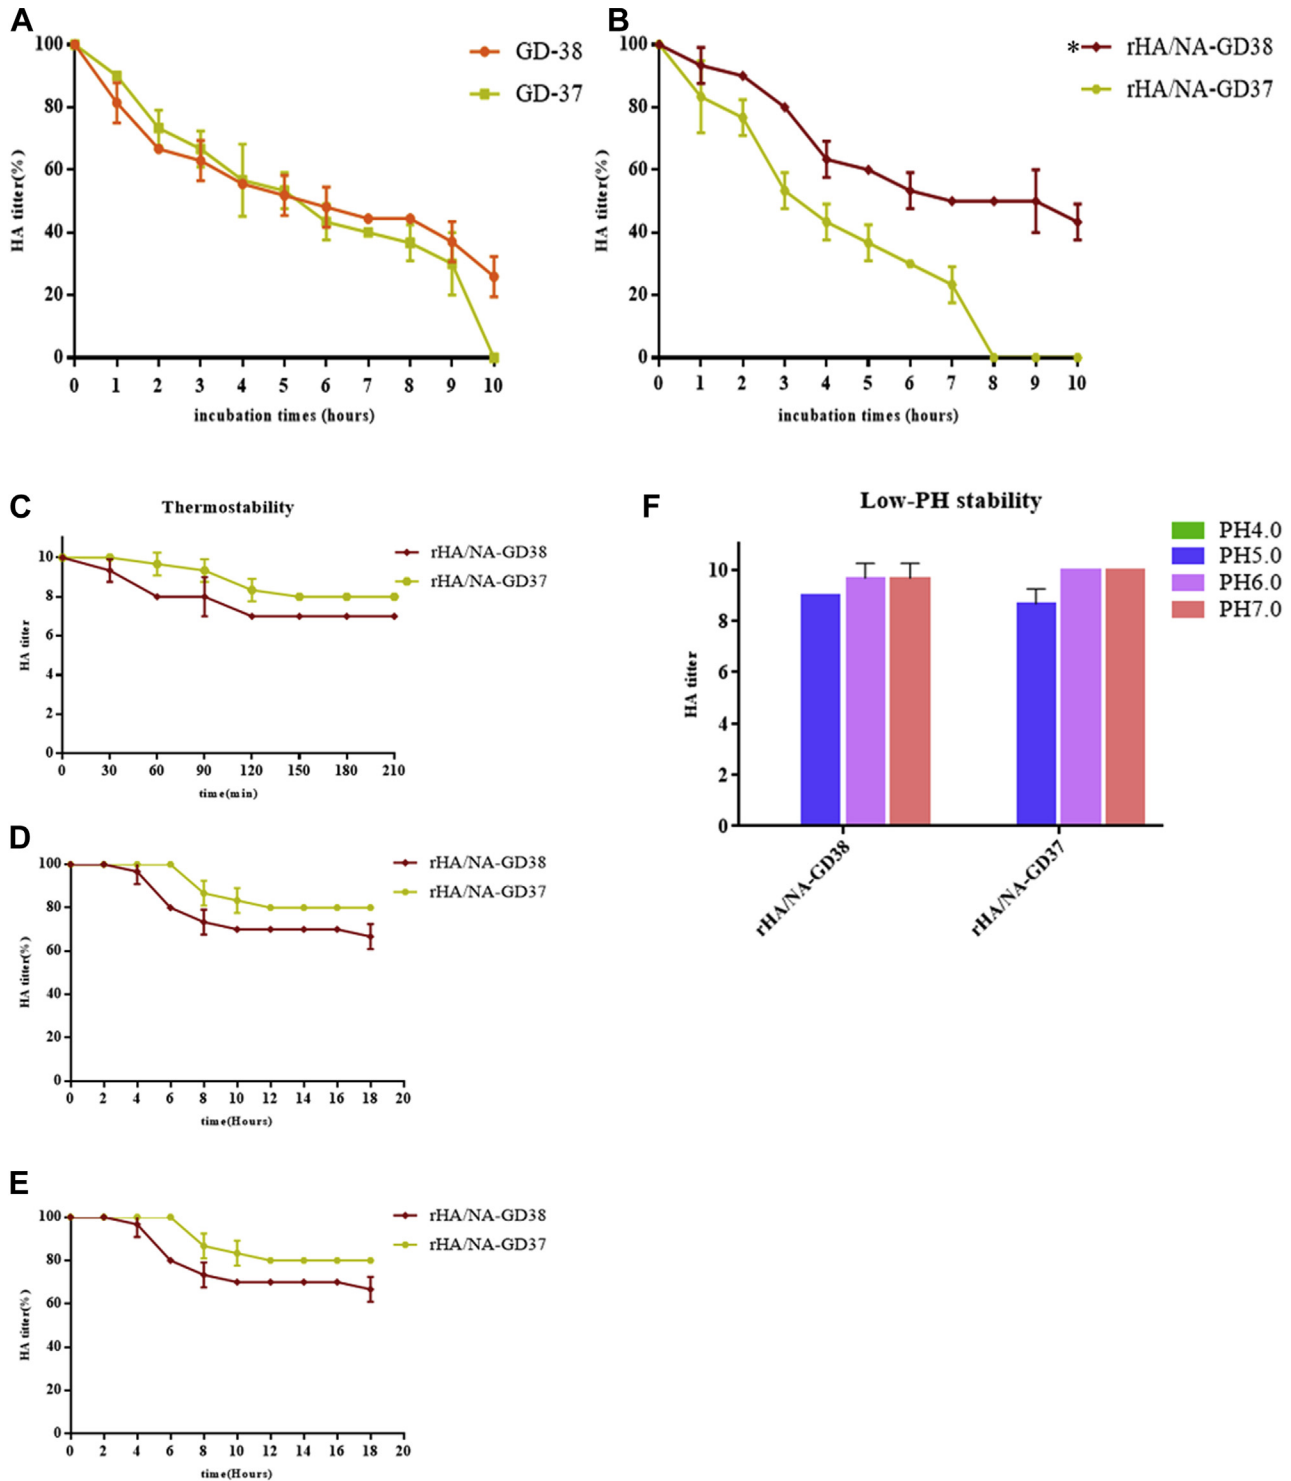 A
GD-38
GD-37
HA titter(%)
100
80
60
40
20
0
0 1 2 3 4 5 6 7 8 9 10
incubation times (hours)
B
*
rHA/NA-GD38
rHA/NA-GD37
HA titter(%)
100
80
60
40
20
0
0 1 2 3 4 5 6 7 8 9 10
incubation times (hours)
C
Thermostability
rHA/NA-GD38
rHA/NA-GD37
HA titter
10
8
6
4
2
0
0 30 60 90 120 150 180 210
time(min)
F
Low-PH stability
PH4.0
PH5.0
PH6.0
PH7.0
HA titter
10
8
6
4
2
0
rHA/NA-GD38
rHA/NA-GD37
D
rHA/NA-GD38
rHA/NA-GD37
HA titter(%)
100
80
60
40
20
0
0 2 4 6 8 10 12 14 16 18 20
time(Hours)
E
rHA/NA-GD38
rHA/NA-GD37
HA titter(%)
100
80
60
40
20
0
0 2 4 6 8 10 12 14 16 18 20
time(Hours)